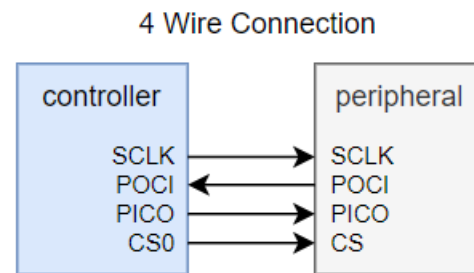 4 Wire Connection
controller
SCLK
POCI
PICO
CS0
peripheral
SCLK
POCI
PICO
CS